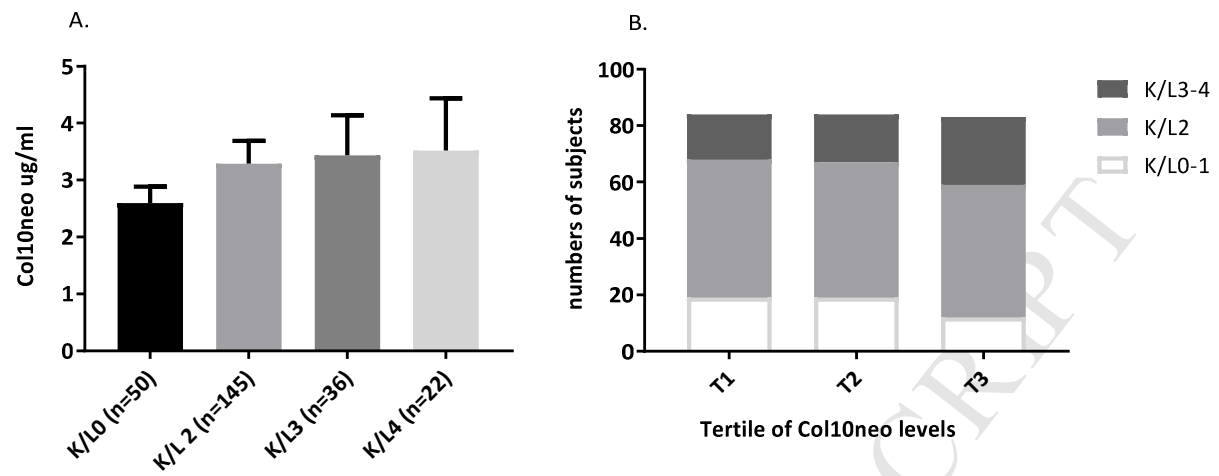 A.
5
4
3
2
1
0
Col10neo ug/ml
K/L0 (n=50)
K/L 2 (n=145)
K/L3 (n=36)
K/L4 (n=22)
B.
100
80
60
40
20
0
numbers of subjects
T1
T2
T3
Tertile of Col10neo levels
K/L3-4
K/L2
K/L0-1
CRIPT